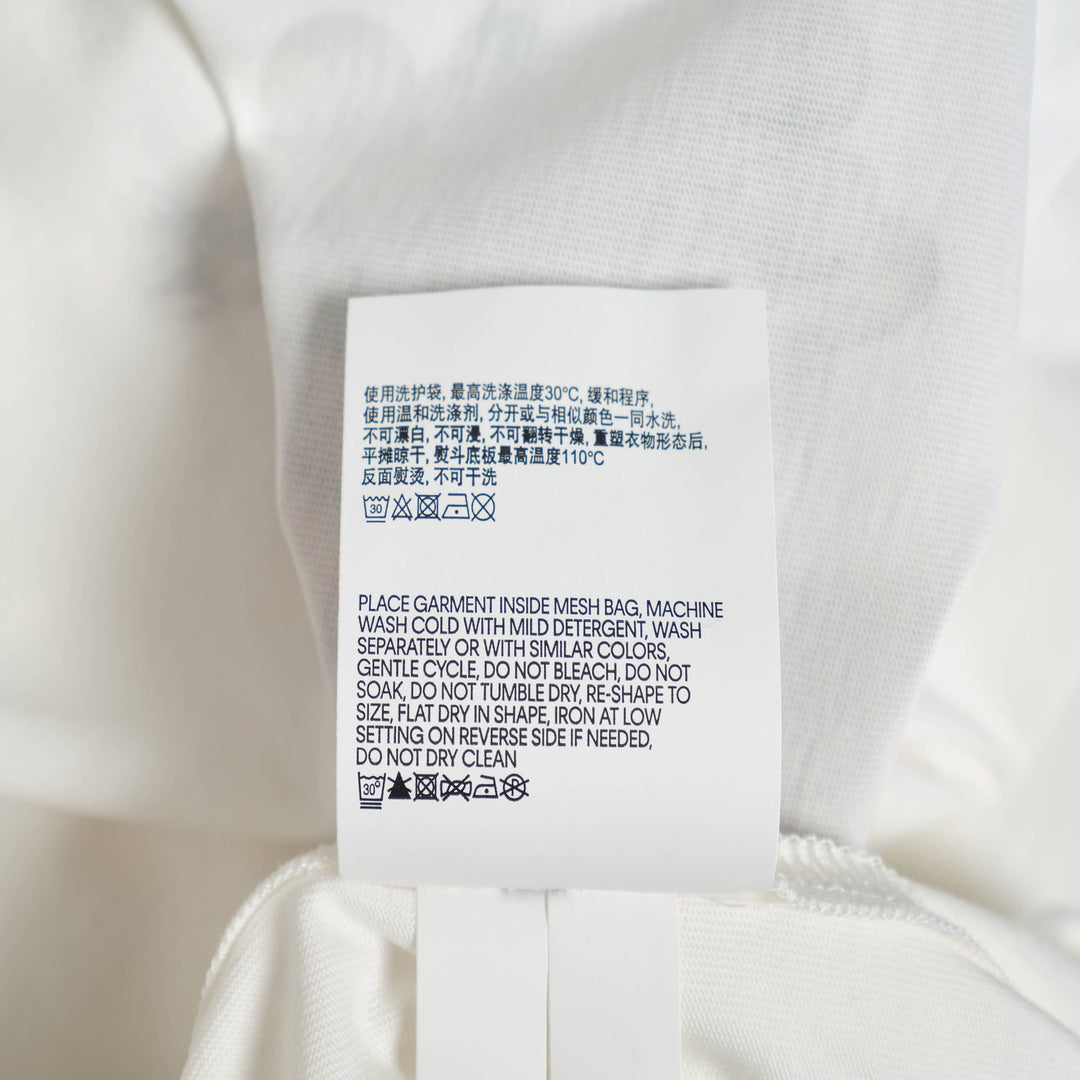 使用洗护袋, 最高洗涤温度30℃, 缓和程序,
使用温和洗涤剂, 分开或与相似颜色一同水洗,
不可漂白, 不可浸, 不可翻转干燥, 重塑衣物形态后,
平摊晾干, 熨斗底板最高温度110℃
反面熨烫, 不可干洗
30
PLACE GARMENT INSIDE MESH BAG, MACHINE
WASH COLD WITH MILD DETERGENT, WASH
SEPARATELY OR WITH SIMILAR COLORS,
GENTLE CYCLE, DO NOT BLEACH, DO NOT
SOAK, DO NOT TUMBLE DRY, RE-SHAPE TO
SIZE, FLAT DRY IN SHAPE, IRON AT LOW
SETTING ON REVERSE SIDE IF NEEDED,
DO NOT DRY CLEAN
30° P